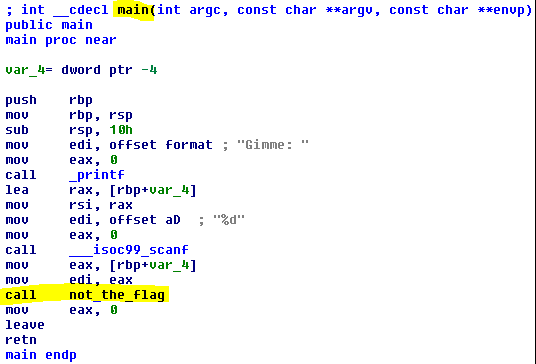 ; int __cdecl main(int argc, const char **argv, const char **envp)
public main
main proc near
var_4= dword ptr -4
push rbp
mov rbp, rsp
sub rsp, 10h
mov edi, offset format ; "Gimme: "
mov eax, 0
call _printf
lea rax, [rbp+var_4]
mov rsi, rax
mov edi, offset aD ; "%d"
mov eax, 0
call ___isoc99_scanf
mov eax, [rbp+var_4]
mov edi, eax
call not_the_flag
mov eax, 0
leave
retn
main endp